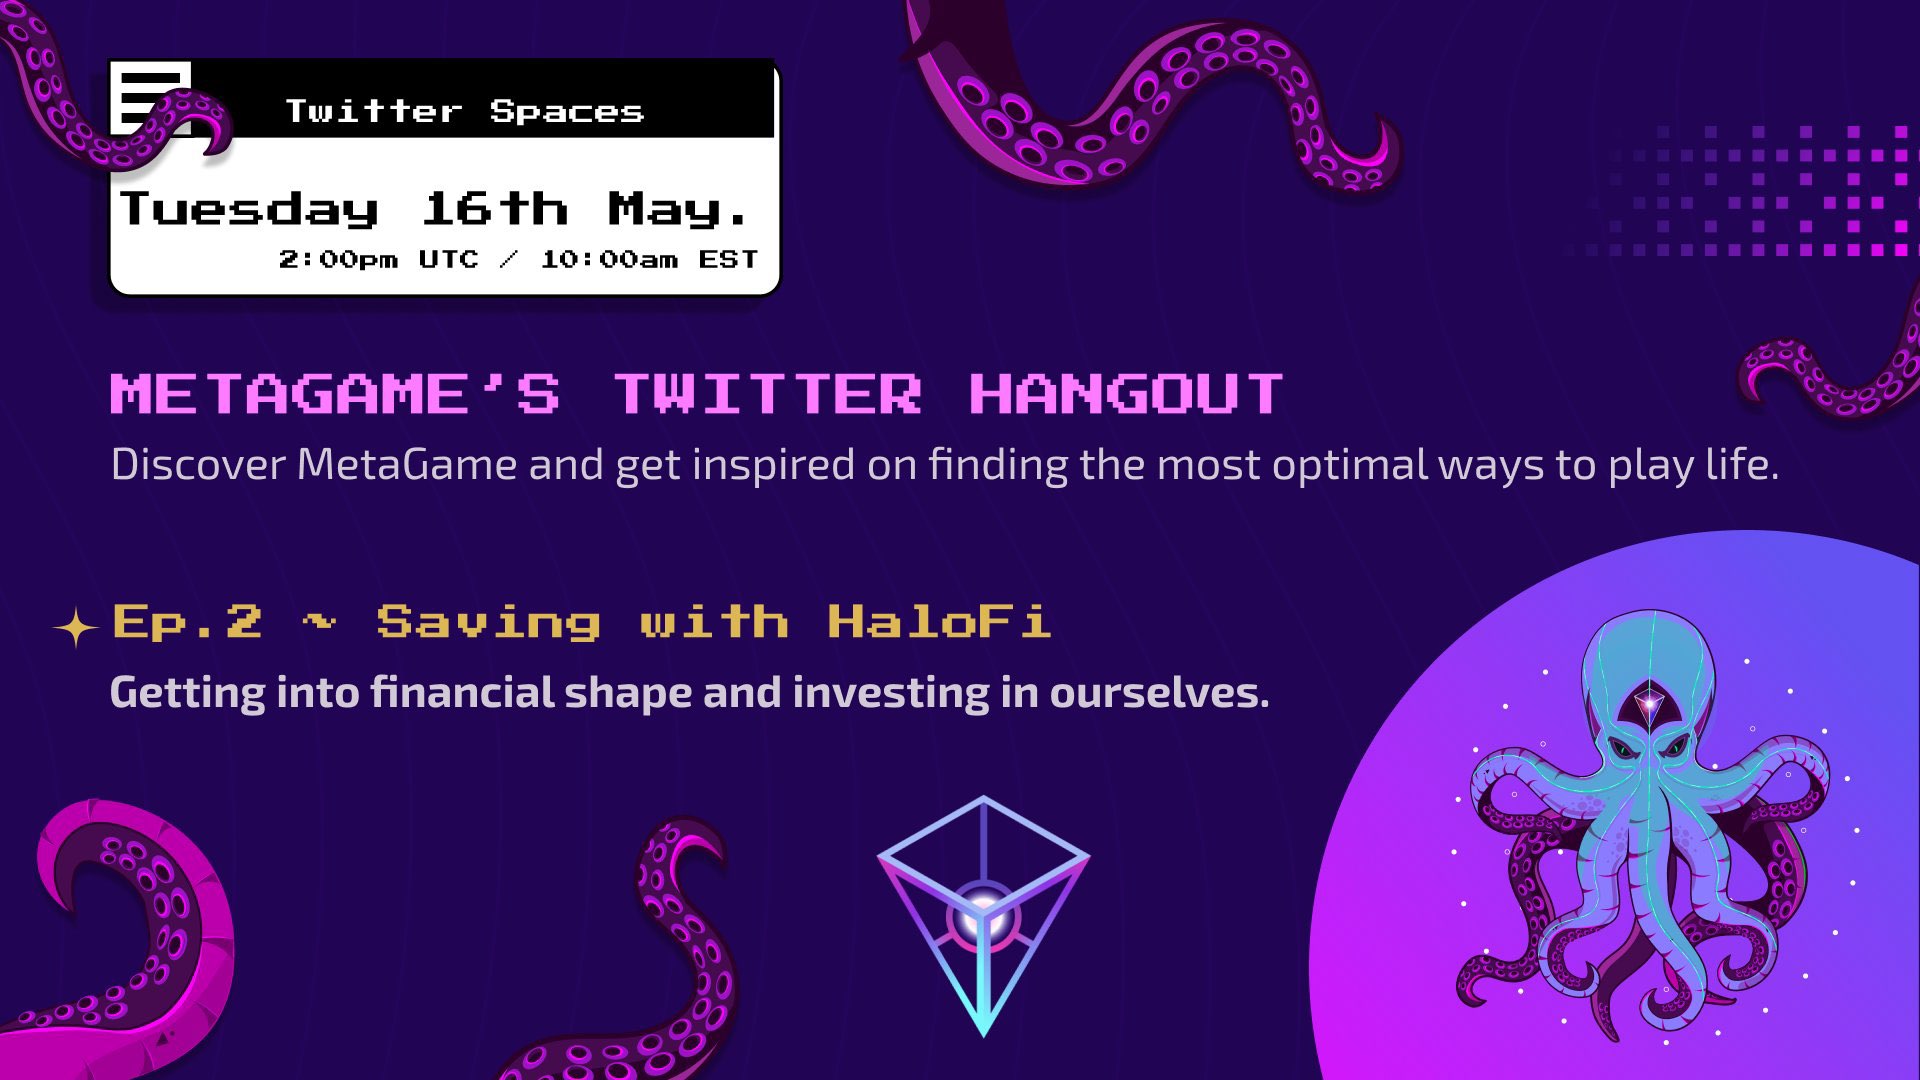 Twitter Spaces
Tuesday 16th May.
2:00pm UTC / 10:00am EST
METAGAME'S TWITTER HANGOUT
Discover MetaGame and get inspired on finding the most optimal ways to play life.
Ep.2 ~ Saving with HaloFi
Getting into financial shape and investing in ourselves.